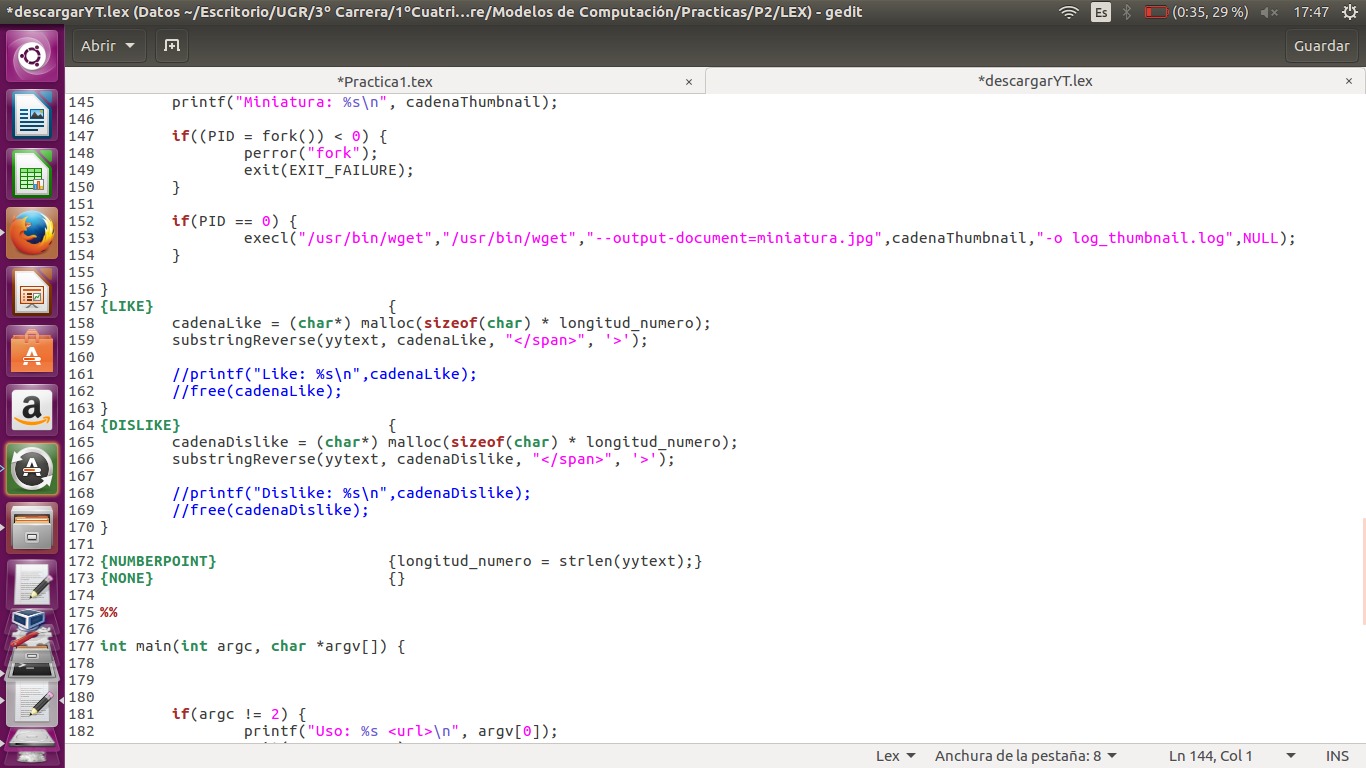 *descargarYT.lex (Datos ~/Escritorio/UGR/3º Carrera/1ºCuatri...re/Modelos de Computación/Practicas/P2/LEX) - gedit
Es
(0:35, 29 %)
17:47
Abrir
Guardar
*Practica1.tex ×
*descargarYT.lex ×
145 printf("Miniatura: %s\n", cadenaThumbnail);
146
147 if((PID = fork()) < 0) {
148 perror("fork");
149 exit(EXIT_FAILURE);
150 }
151
152 if(PID == 0) {
153 execl("/usr/bin/wget","/usr/bin/wget","--output-document=miniatura.jpg",cadenaThumbnail,"-o log_thumbnail.log",NULL);
154 }
155
156 }
157 {LIKE} {
158 cadenaLike = (char*) malloc(sizeof(char) * longitud_numero);
159 substringReverse(yytext, cadenaLike, "</span>", '>');
160
161 //printf("Like: %s\n",cadenaLike);
162 //free(cadenaLike);
163 }
164 {DISLIKE} {
165 cadenaDislike = (char*) malloc(sizeof(char) * longitud_numero);
166 substringReverse(yytext, cadenaDislike, "</span>", '>');
167
168 //printf("Dislike: %s\n",cadenaDislike);
169 //free(cadenaDislike);
170 }
171
172 {NUMBERPOINT} {longitud_numero = strlen(yytext);}
173 {NONE} {}
174
175 %%
176
177 int main(int argc, char *argv[]) {
178
179
180
181 if(argc != 2) {
182 printf("Uso: %s <url>\n", argv[0]);
Lex Anchura de la pestaña: 8 Ln 144, Col 1 INS